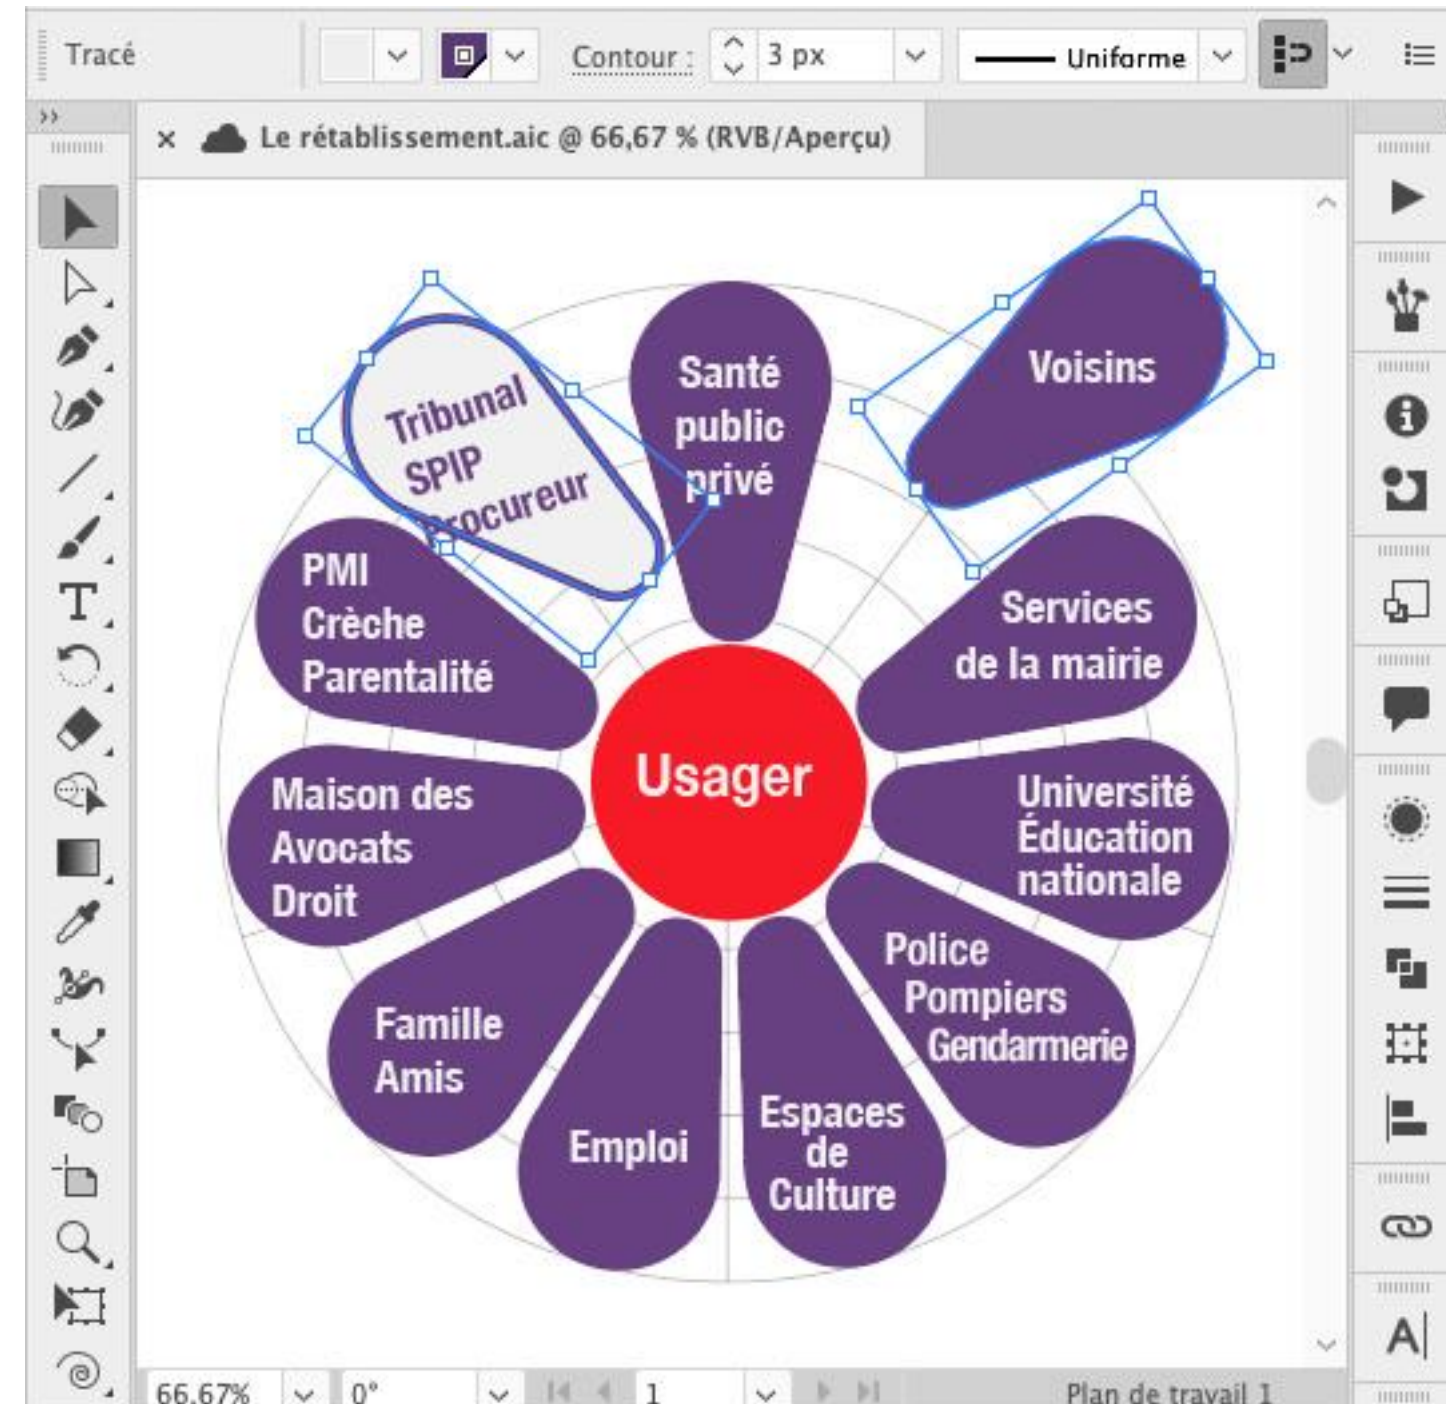 Tracé
Contour :
3 px
Uniforme
Le rétablissement.aic @ 66,67 % (RVB/Aperçu)
Tribunal
SPIP
Procureur
Santé
public
privé
Voisins
PMI
Crèche
Parentalité
Services
de la mairie
Usager
Maison des
Avocats
Droit
Université
Éducation
nationale
Famille
Amis
Police
Pompiers
Gendarmerie
Emploi
Espaces
de
Culture
66,67%
0°
1
Plan de travail 1